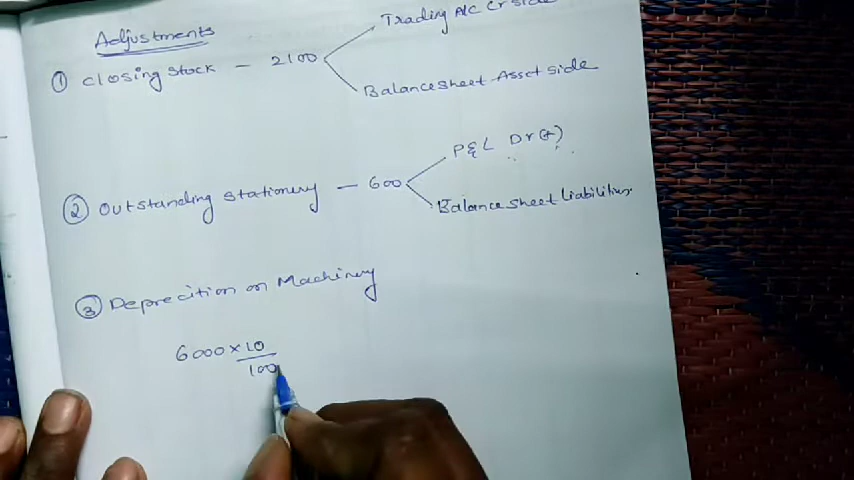 Adjustments
① Closing stock — 2100
Trading A/C Cr side
Balancesheet Asset side
② Outstanding stationery — 600
P&L Dr(+)
Balancesheet Liabilities
③ Deprecition on Machinery
6000 × 10
100